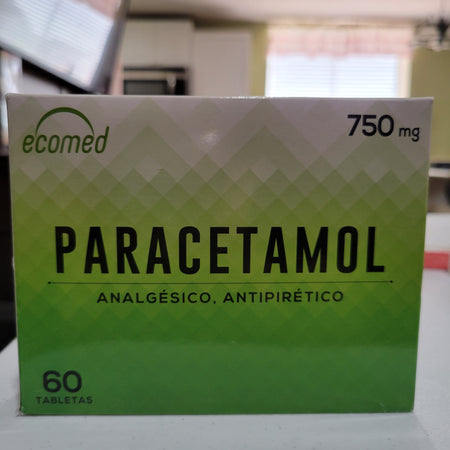 ecomed
750 mg
PARACETAMOL
ANALGÉSICO, ANTIPIRÉTICO
60
TABLETAS